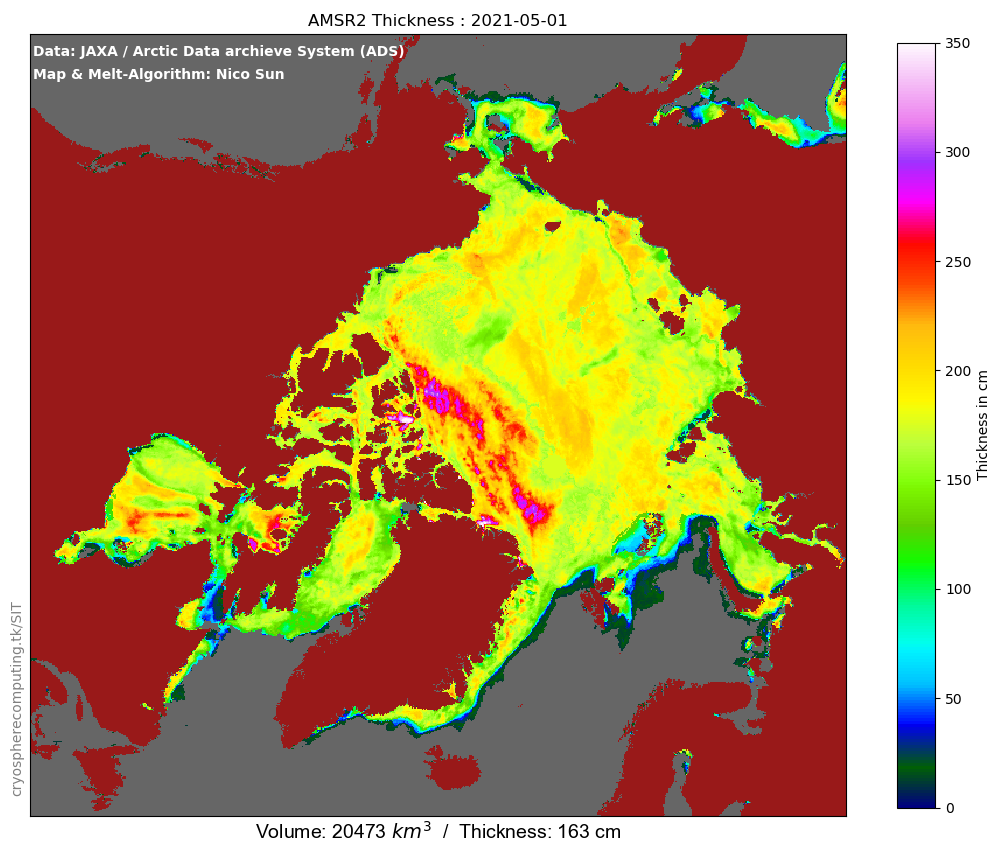 AMSR2 Thickness : 2021-05-01
Data: JAXA / Arctic Data archieve System (ADS)
Map & Melt-Algorithm: Nico Sun
350
300
250
200
150
100
50
0
Thickness in cm
cryospherecomputing.tk/SIT
Volume: 20473 km³ / Thickness: 163 cm